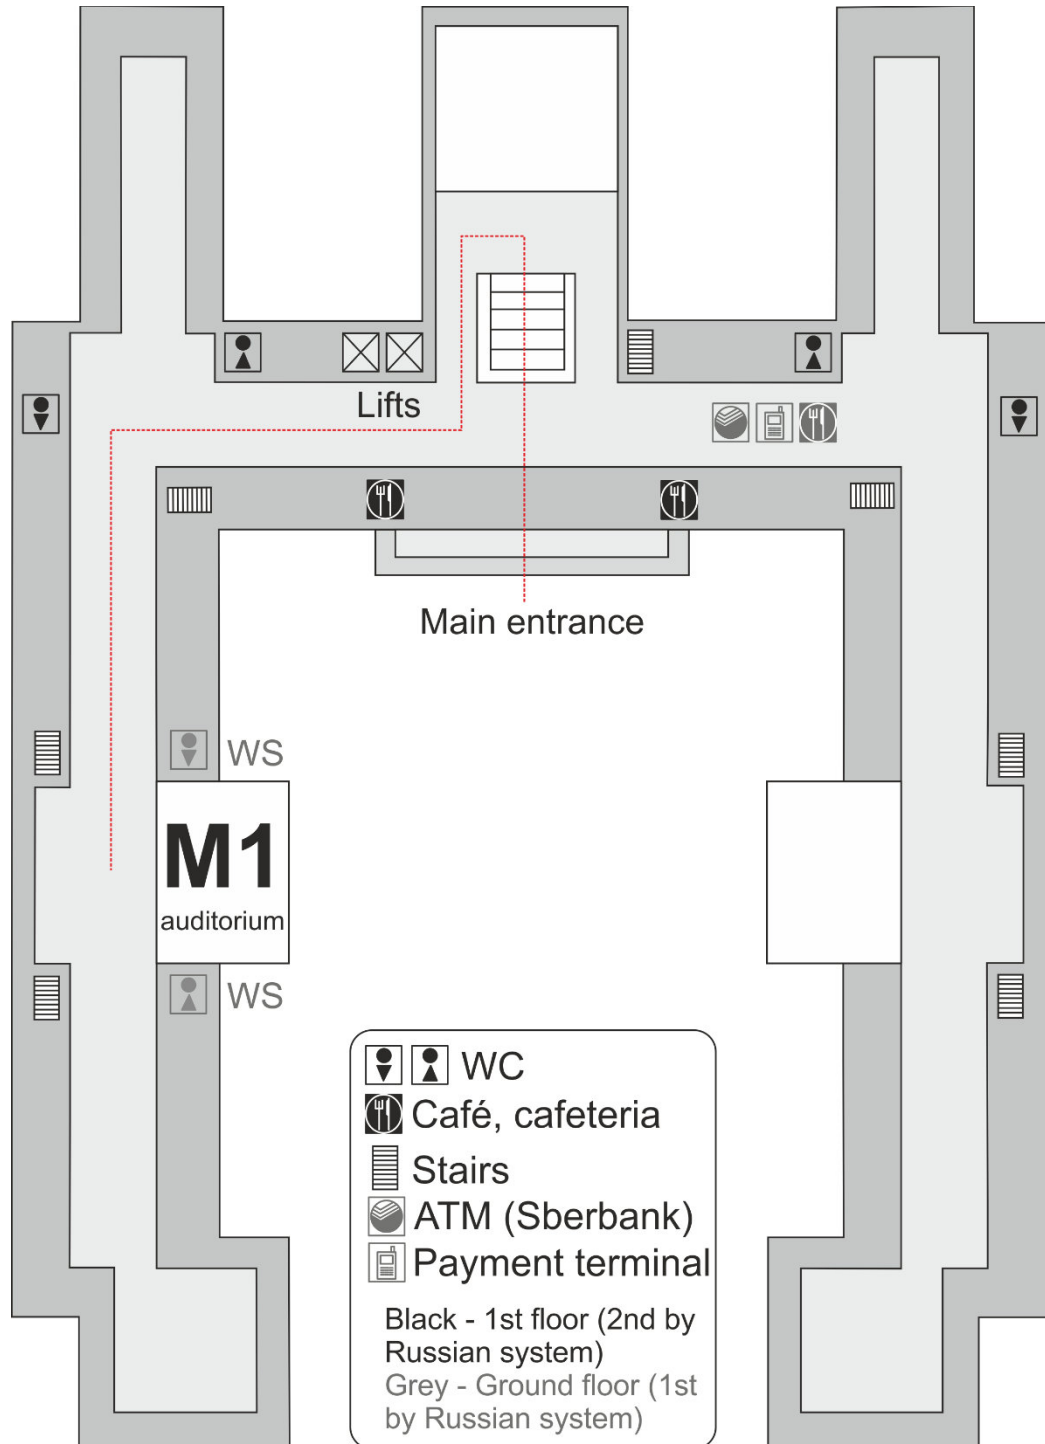 Lifts
Main entrance
WS
M1
auditorium
WS
WC
Café, cafeteria
Stairs
ATM (Sberbank)
Payment terminal
Black - 1st floor (2nd by
Russian system)
Grey - Ground floor (1st
by Russian system)